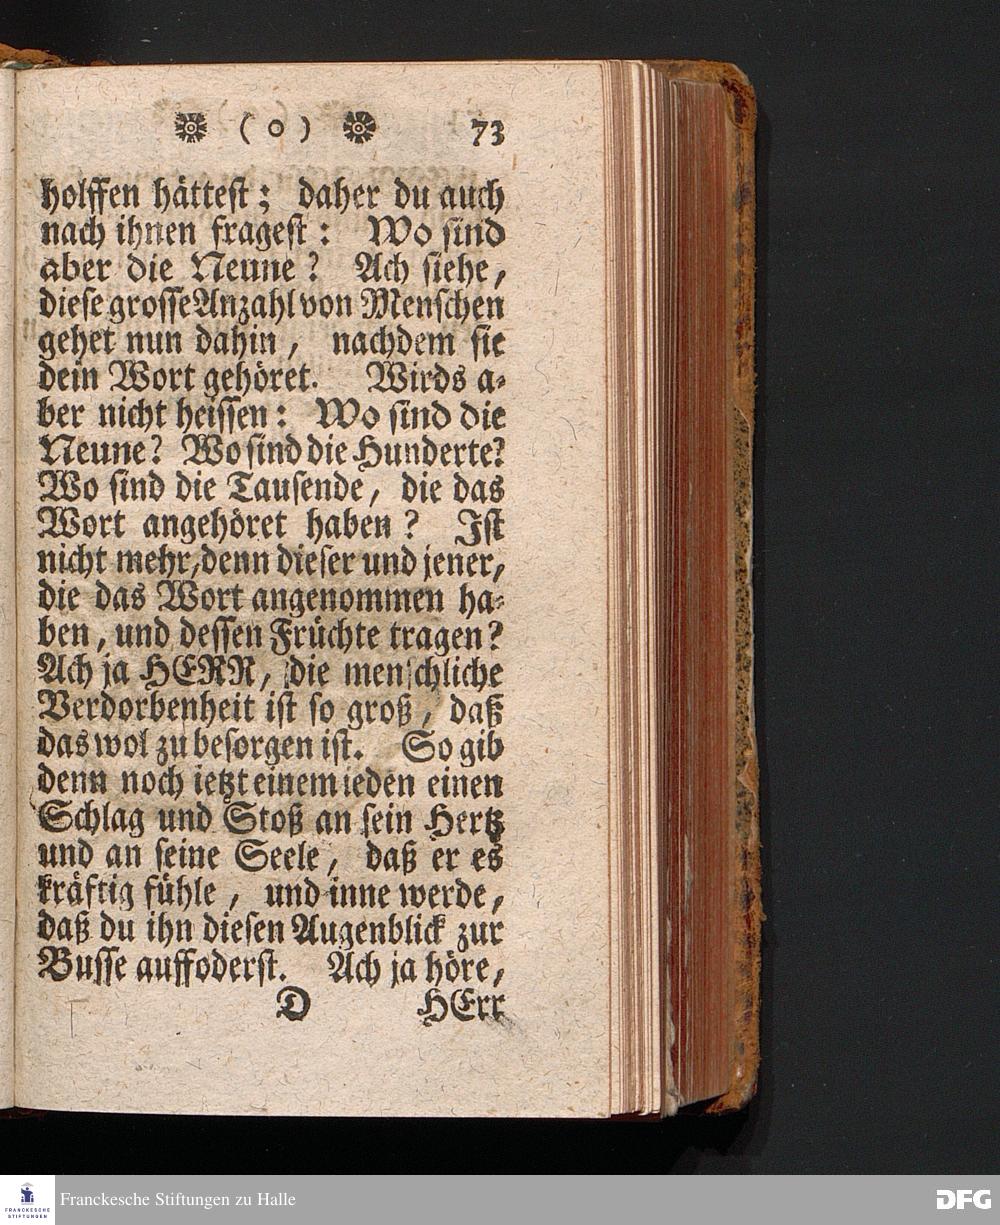 ( o ) 73
holffen hättest; daher du auch
nach ihnen fragest: Wo sind
aber die Neune? Ach siehe,
diese grosse Anzahl von Menschen
gehet nun dahin, nachdem sie
dein Wort gehöret. Wirds a-
ber nicht heissen: Wo sind die
Neune? Wo sind die Hunderte?
Wo sind die Tausende, die das
Wort angehöret haben? Ist
nicht mehr, denn dieser und jener,
die das Wort angenommen ha-
ben, und dessen Früchte tragen?
Ach ja HERR, die menschliche
Verdorbenheit ist so groß, daß
das wol zu besorgen ist. So gib
denn noch ietzt einem ieden einen
Schlag und Stoß an sein Hertz
und an seine Seele, daß er es
kräftig fühle, und inne werde,
daß du ihn diesen Augenblick zur
Busse auffoderst. Ach ja höre,
D HErr
FRANCKESCHE STIFTUNGEN
Franckesche Stiftungen zu Halle
DFG